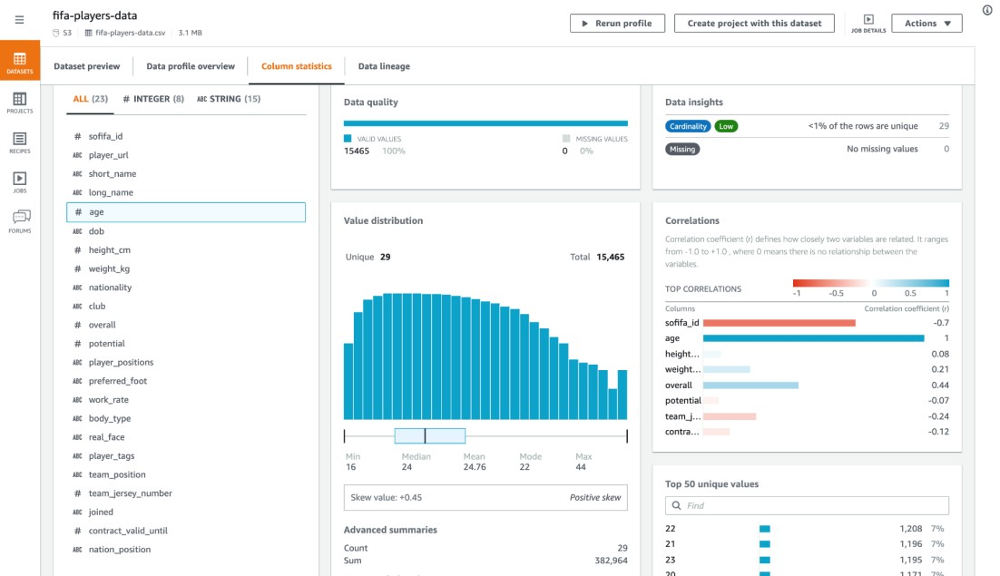 fifa-players-data
S3 fifa-players-data.csv 3.1 MB
Rerun profile
Create project with this dataset
JOB DETAILS
Actions
DATASETS
PROJECTS
RECIPES
JOBS
FORUMS
Dataset preview
Data profile overview
Column statistics
Data lineage
ALL (23) # INTEGER (8) ABC STRING (15)
# sofifa_id
ABC player_url
ABC short_name
ABC long_name
# age
ABC dob
# height_cm
# weight_kg
ABC nationality
ABC club
# overall
# potential
ABC player_positions
ABC preferred_foot
ABC work_rate
ABC body_type
ABC real_face
ABC player_tags
ABC team_position
# team_jersey_number
ABC joined
# contract_valid_until
ABC nation_position
Data quality
VALID VALUES
15465 100%
MISSING VALUES
0 0%
Value distribution
Unique 29
Total 15,465
Min
16
Median
24
Mean
24.76
Mode
22
Max
44
Skew value: +0.45 Positive skew
Advanced summaries
Count 29
Sum 382,964
Data insights
Cardinality Low <1% of the rows are unique 29
Missing No missing values 0
Correlations
Correlation coefficient (r) defines how closely two variables are related. It ranges
from -1.0 to +1.0 , where 0 means there is no relationship between the
variables.
TOP CORRELATIONS
-1 -0.5 0 0.5 1
Columns Correlation coefficient (r)
sofifa_id -0.7
age 1
height... 0.08
weight... 0.21
overall 0.44
potential -0.07
team_j... -0.24
contra... -0.12
Top 50 unique values
Find
22 1,208 7%
21 1,196 7%
23 1,195 7%
20 1,171 7%